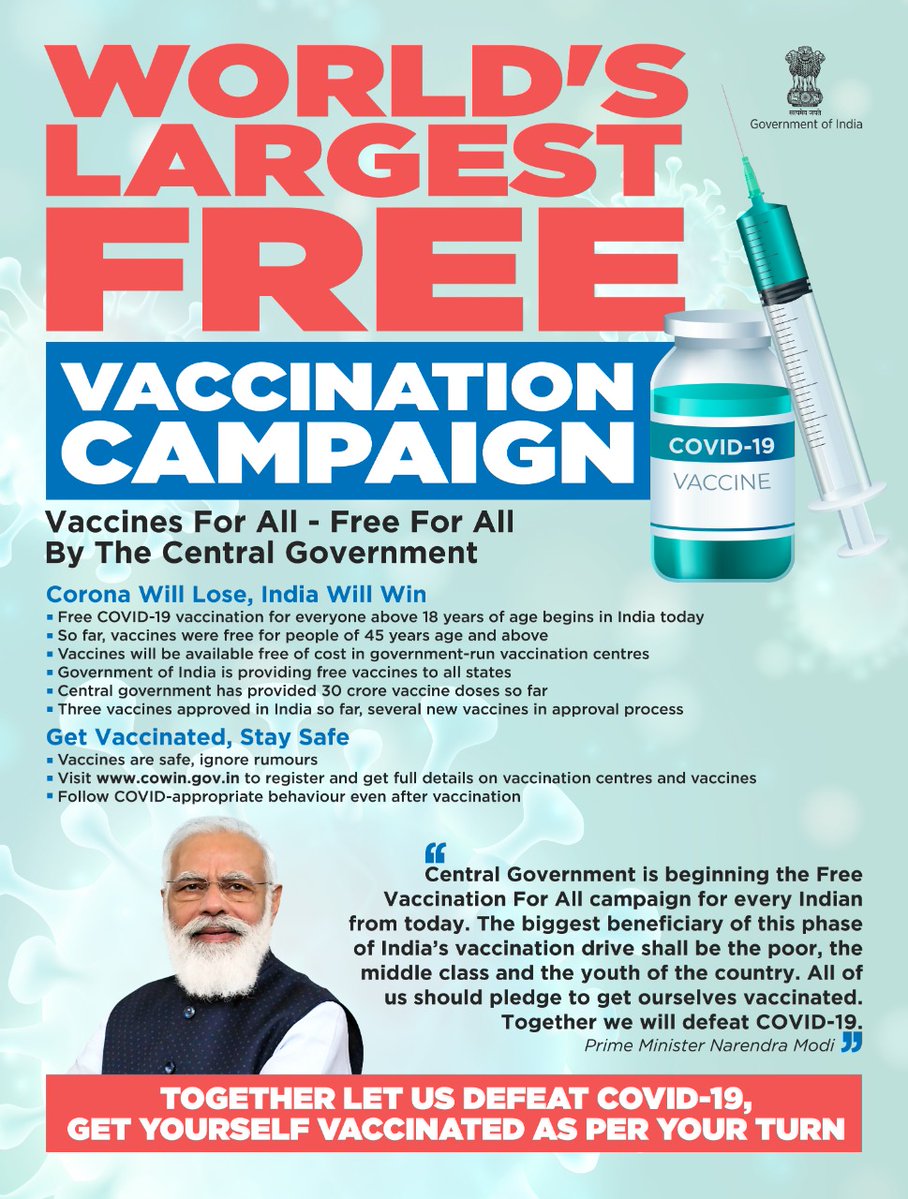 WORLD'S
LARGEST
FREE
सत्यमेव जयते
Government of India
VACCINATION
CAMPAIGN
COVID-19
VACCINE
Vaccines For All - Free For All
By The Central Government
Corona Will Lose, India Will Win
▪ Free COVID-19 vaccination for everyone above 18 years of age begins in India today
▪ So far, vaccines were free for people of 45 years age and above
▪ Vaccines will be available free of cost in government-run vaccination centres
▪ Government of India is providing free vaccines to all states
▪ Central government has provided 30 crore vaccine doses so far
▪ Three vaccines approved in India so far, several new vaccines in approval process
Get Vaccinated, Stay Safe
▪ Vaccines are safe, ignore rumours
▪ Visit www.cowin.gov.in to register and get full details on vaccination centres and vaccines
▪ Follow COVID-appropriate behaviour even after vaccination
“Central Government is beginning the Free
Vaccination For All campaign for every Indian
from today. The biggest beneficiary of this phase
of India's vaccination drive shall be the poor, the
middle class and the youth of the country. All of
us should pledge to get ourselves vaccinated.
Together we will defeat COVID-19.
Prime Minister Narendra Modi ”
TOGETHER LET US DEFEAT COVID-19,
GET YOURSELF VACCINATED AS PER YOUR TURN